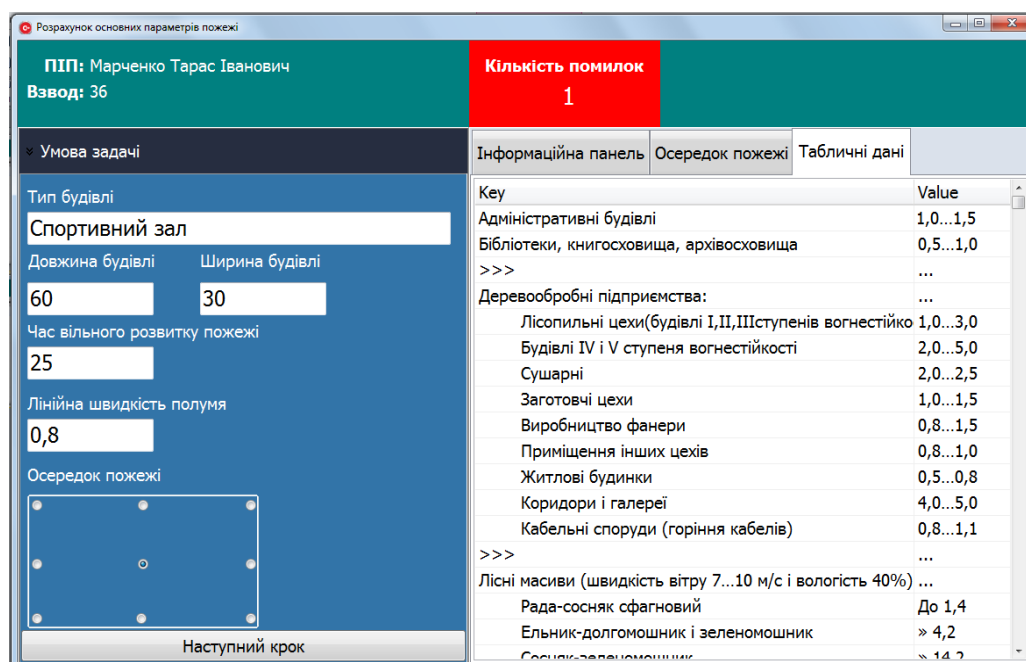 Розрахунок основних параметрів пожежі
ПІП: Марченко Тарас Іванович
Взвод: 36
Кількість помилок
1
Умова задачі
Тип будівлі
Спортивний зал
Довжина будівлі Ширина будівлі
60 30
Час вільного розвитку пожежі
25
Лінійна швидкість полумя
0,8
Осередок пожежі
Наступний крок
Інформаційна панель Осередок пожежі Табличні дані
Key Value
Адміністративні будівлі 1,0...1,5
Бібліотеки, книгосховища, архівосховища 0,5...1,0
>>> ...
Деревообробні підприємства: ...
Лісопильні цехи(будівлі I,II,IIIступенів вогнестійко 1,0...3,0
Будівлі IV і V ступеня вогнестійкості 2,0...5,0
Сушарні 2,0...2,5
Заготовчі цехи 1,0...1,5
Виробництво фанери 0,8...1,5
Приміщення інших цехів 0,8...1,0
Житлові будинки 0,5...0,8
Коридори і галереї 4,0...5,0
Кабельні споруди (горіння кабелів) 0,8...1,1
>>> ...
Лісні масиви (швидкість вітру 7...10 м/с і вологість 40%) ...
Рада-сосняк сфагновий До 1,4
Ельник-долгомошник і зеленомошник » 4,2
Сосняк-зеленомошник » 14,2